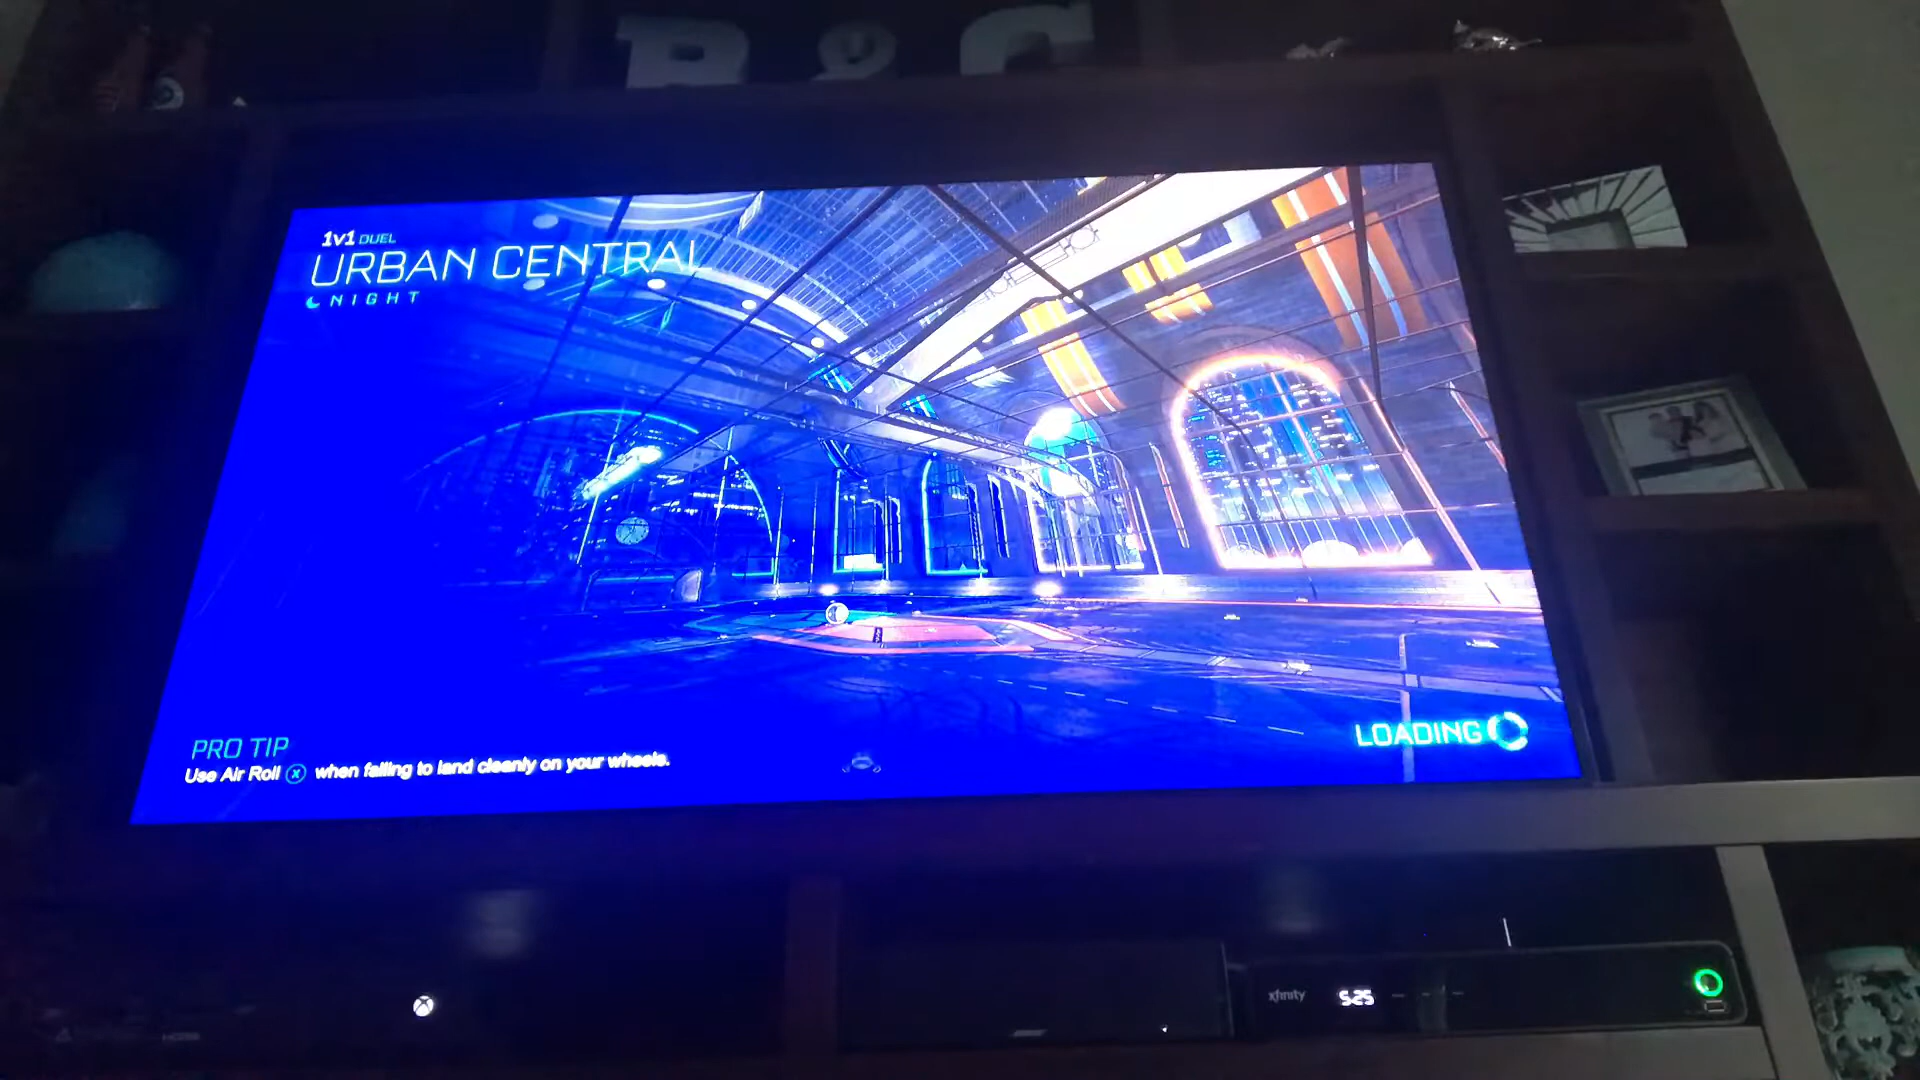 B & G
1v1 DUEL
URBAN CENTRAL
NIGHT
PRO TIP
Use Air Roll X when falling to land cleanly on your wheels.
LOADING
xfinity 5:25
HDMI